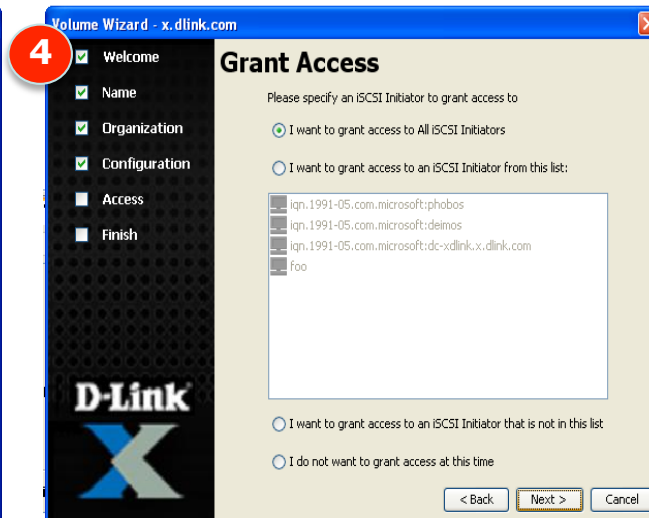 Volume Wizard - x.dlink.com
4
Welcome
Name
Organization
Configuration
Access
Finish
D-Link
Grant Access
Please specify an iSCSI Initiator to grant access to
I want to grant access to All iSCSI Initiators
I want to grant access to an iSCSI Initiator from this list:
iqn.1991-05.com.microsoft:phobos
iqn.1991-05.com.microsoft:deimos
iqn.1991-05.com.microsoft:dc-xdlink.x.dlink.com
foo
I want to grant access to an iSCSI Initiator that is not in this list
I do not want to grant access at this time
< Back Next > Cancel